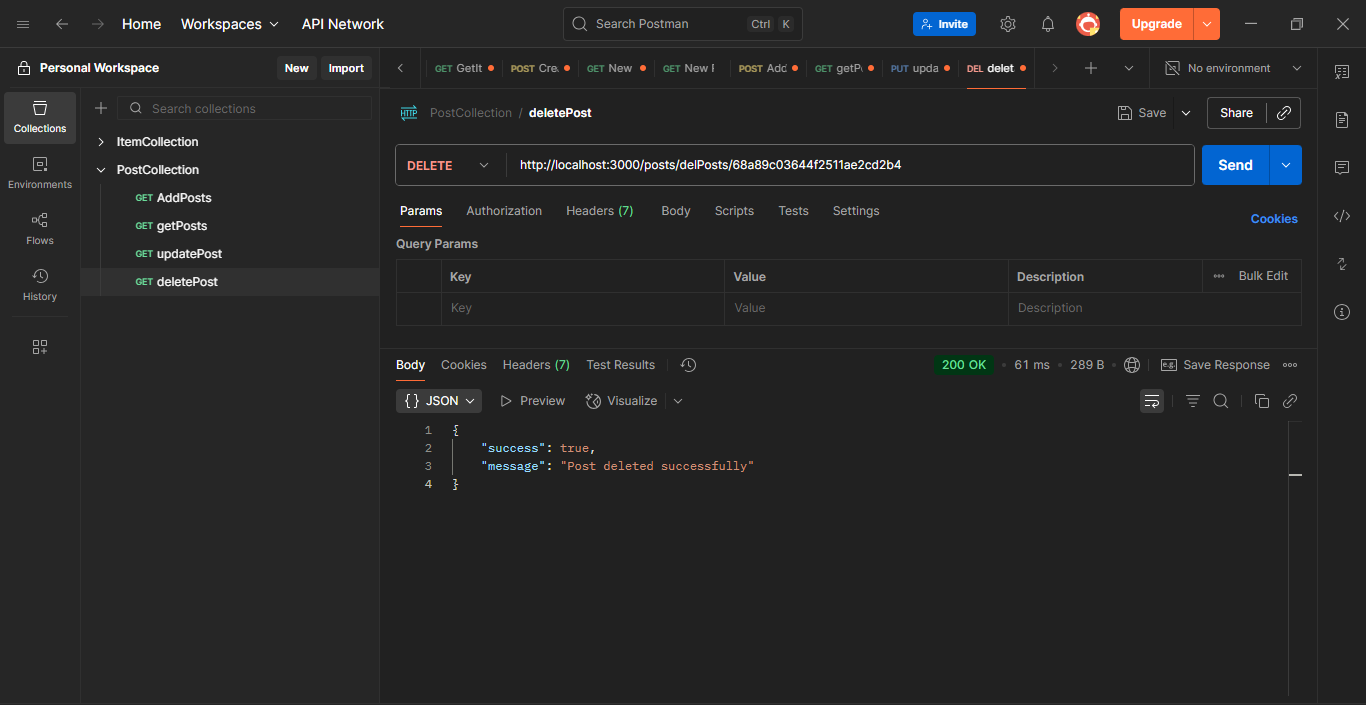 Home Workspaces API Network Search Postman Ctrl K Invite Upgrade
Personal Workspace New Import
GET GetIt POST Cre GET New GET New POST Add GET getP PUT upda DEL delet No environment
Collections
Environments
Flows
History
Search collections
ItemCollection
PostCollection
GET AddPosts
GET getPosts
GET updatePost
GET deletePost
HTTP PostCollection / deletePost Save Share
DELETE http://localhost:3000/posts/delPosts/68a89c03644f2511ae2cd2b4 Send
Params Authorization Headers (7) Body Scripts Tests Settings Cookies
Query Params
Key Value Description Bulk Edit
Key Value Description
Body Cookies Headers (7) Test Results 200 OK 61 ms 289 B e.g. Save Response
{} JSON Preview Visualize
1 {
2 "success": true,
3 "message": "Post deleted successfully"
4 }